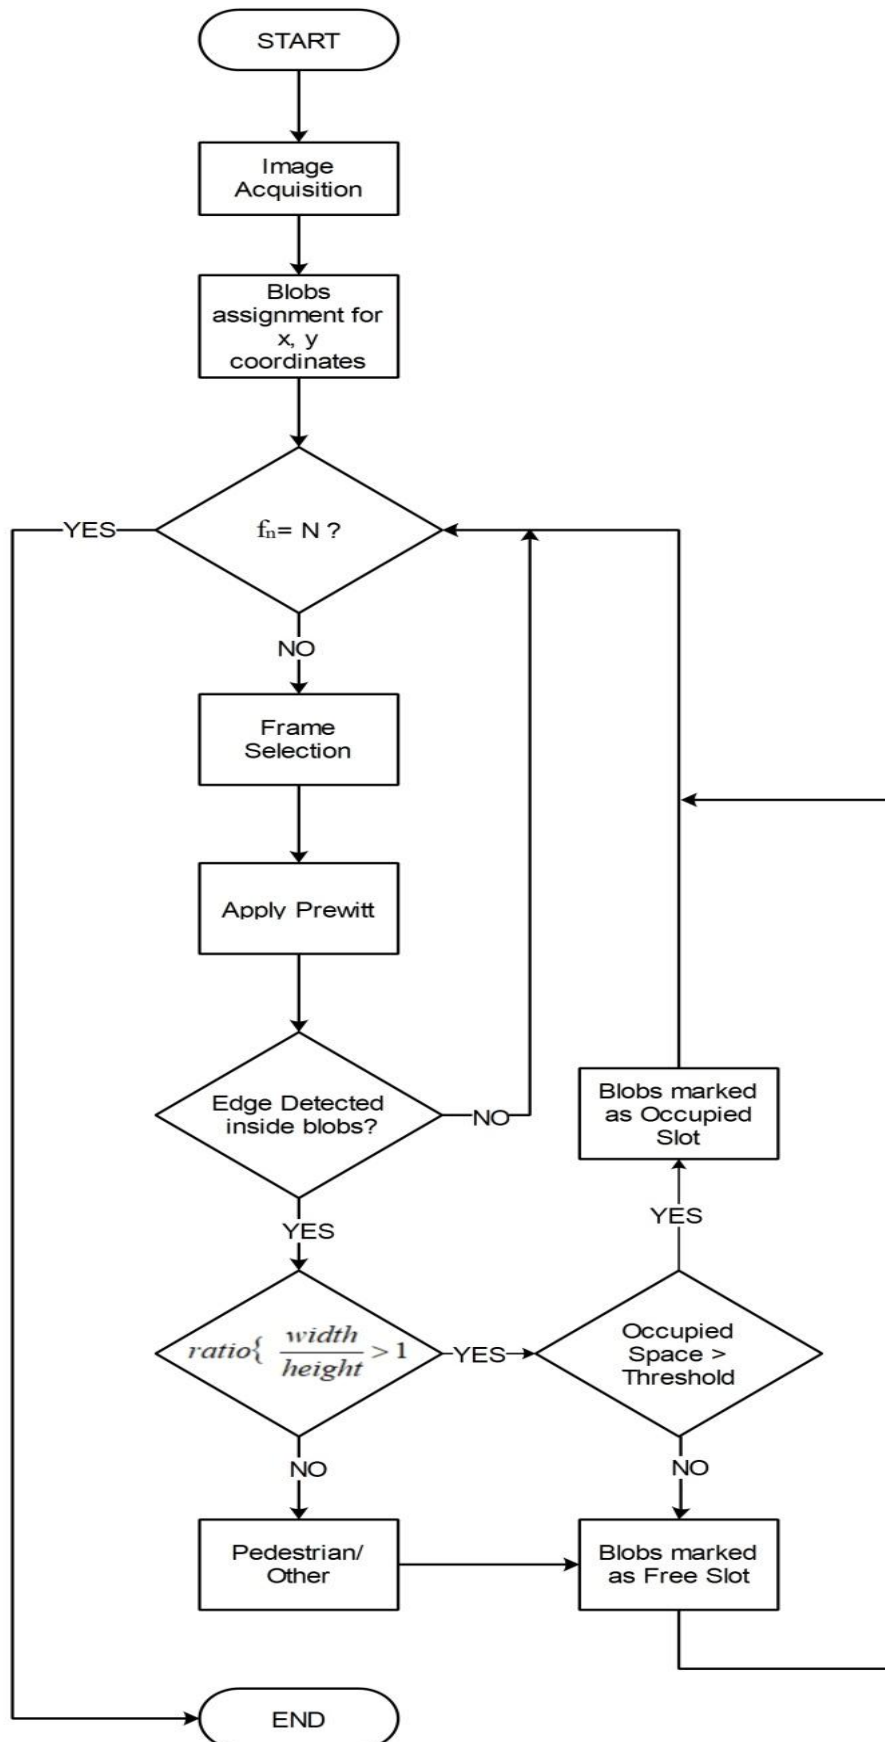 START
Image
Acquisition
Blobs
assignment for
x, y
coordinates
YES
fₙ= N ?
NO
Frame
Selection
Apply Prewitt
Edge Detected
inside blobs?
NO
Blobs marked
as Occupied
Slot
YES
YES
ratio{ width/height > 1
YES
Occupied
Space >
Threshold
NO
NO
Pedestrian/
Other
Blobs marked
as Free Slot
END